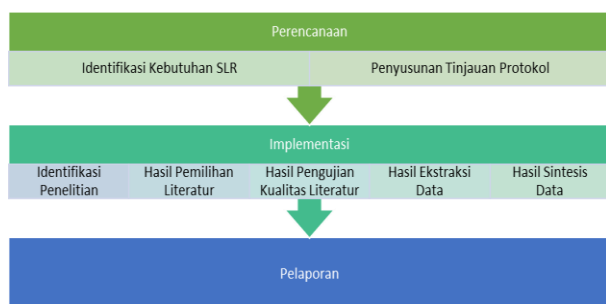 Perencanaan
Identifikasi Kebutuhan SLR
Penyusunan Tinjauan Protokol
Implementasi
Identifikasi
Penelitian
Hasil Pemilihan
Literatur
Hasil Pengujian
Kualitas Literatur
Hasil Ekstraksi
Data
Hasil Sintesis
Data
Pelaporan